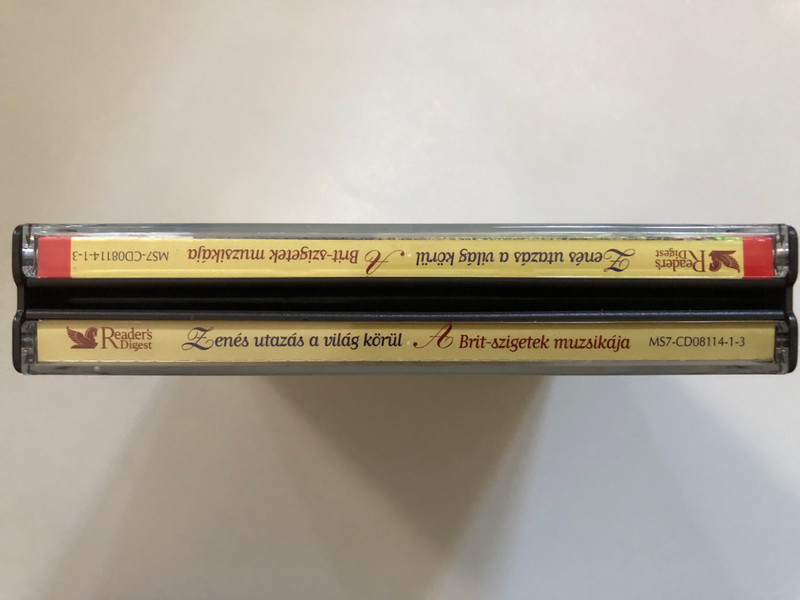 Reader's Digest Zenés utazás a világ körül · A Brit-szigetek muzsikája MS7-CD08114-1-3
Reader's Digest Zenés utazás a világ körül · A Brit-szigetek muzsikája MS7-CD08114-1-3